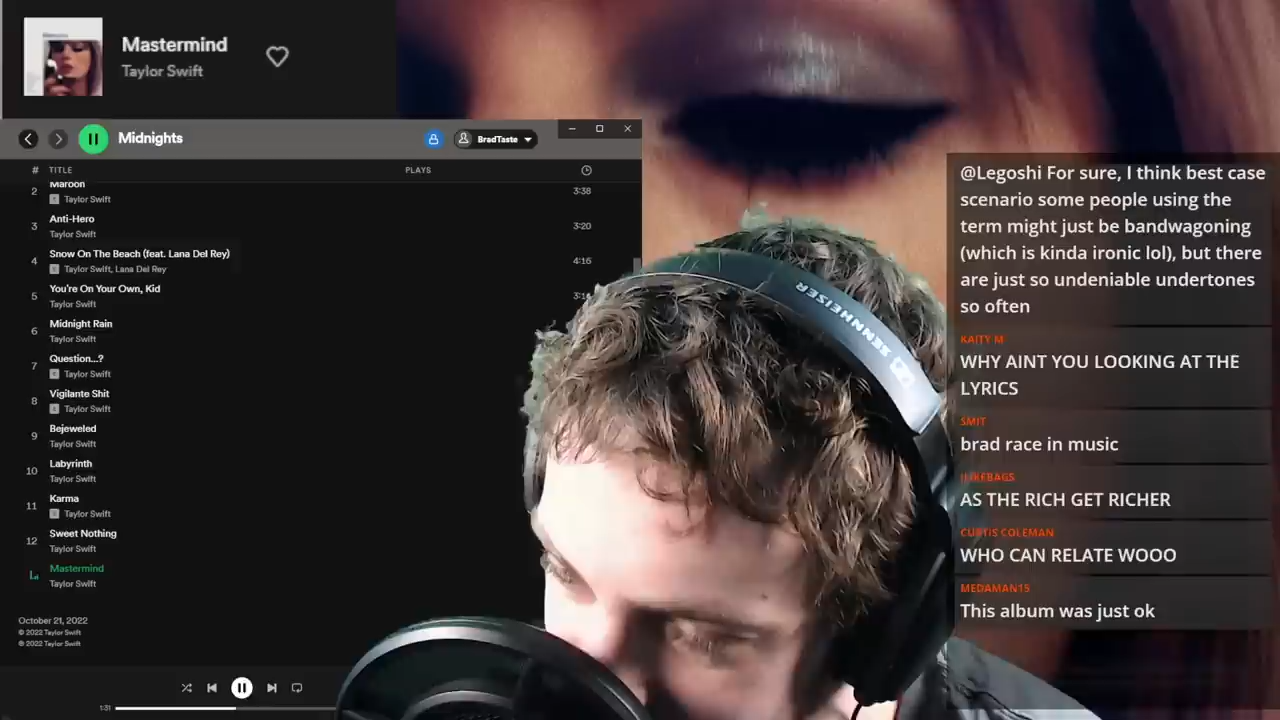 Mastermind
Taylor Swift
Midnights
BradTaste
# TITLE PLAYS
2 Maroon 3:38
E Taylor Swift
3 Anti-Hero 3:20
Taylor Swift
4 Snow On The Beach (feat. Lana Del Rey) 4:16
E Taylor Swift, Lana Del Rey
5 You're On Your Own, Kid
Taylor Swift
6 Midnight Rain
Taylor Swift
7 Question...?
E Taylor Swift
8 Vigilante Shit
E Taylor Swift
9 Bejeweled
Taylor Swift
10 Labyrinth
Taylor Swift
11 Karma
E Taylor Swift
12 Sweet Nothing
Taylor Swift
Mastermind
Taylor Swift
October 21, 2022
© 2022 Taylor Swift
℗ 2022 Taylor Swift
1:31
SENNHEISER
@Legoshi For sure, I think best case
scenario some people using the
term might just be bandwagoning
(which is kinda ironic lol), but there
are just so undeniable undertones
so often
KAITY M
WHY AINT YOU LOOKING AT THE
LYRICS
SMIT
brad race in music
ILIKEBAGS
AS THE RICH GET RICHER
CURTIS COLEMAN
WHO CAN RELATE WOOO
MEDAMAN15
This album was just ok